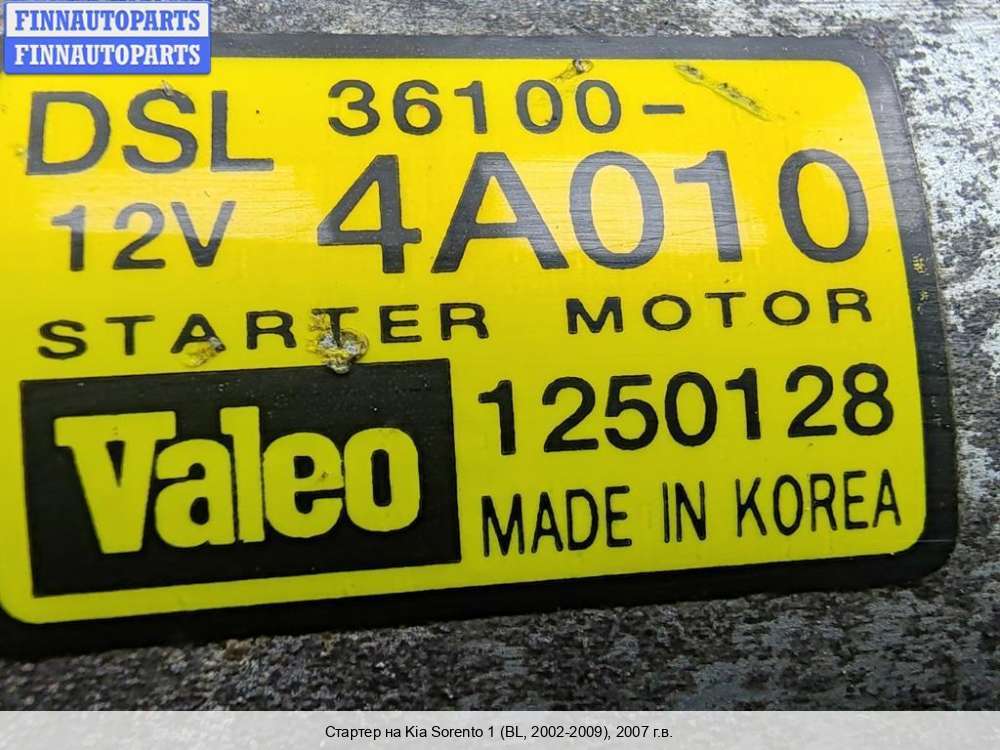 FINNAUTOPARTS
FINNAUTOPARTS
DSL 36100-
12V 4A010
STARTER MOTOR
Valeo 1250128
MADE IN KOREA
Стартер на Kia Sorento 1 (BL, 2002-2009), 2007 г.в.